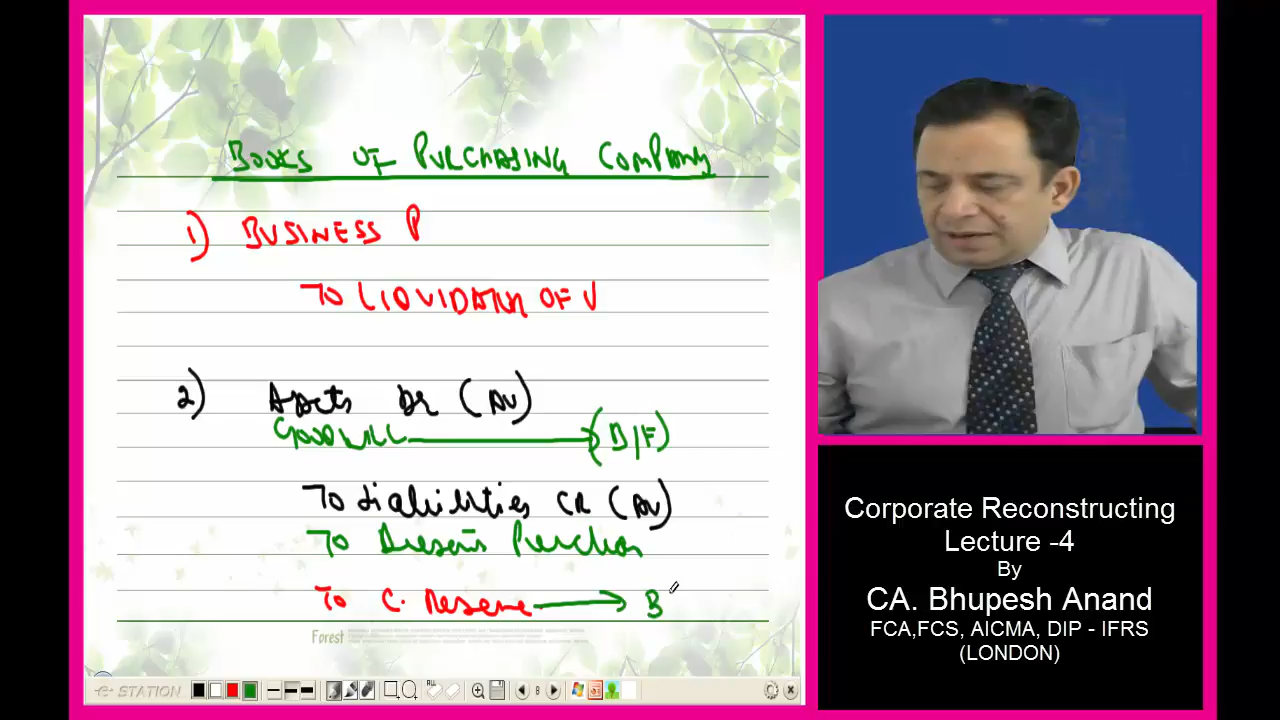 BOOKS OF PURCHASING COMPANY
1) BUSINESS P
TO LIQUIDATOR OF V
2) Assets DR (AV)
GOODWILL (B/F)
TO Liabilities CR (AV)
TO Business Purchase
TO C. Reserve B
Forest
e-STATION
8
Corporate Reconstructing
Lecture -4
By
CA. Bhupesh Anand
FCA,FCS, AICMA, DIP - IFRS
(LONDON)